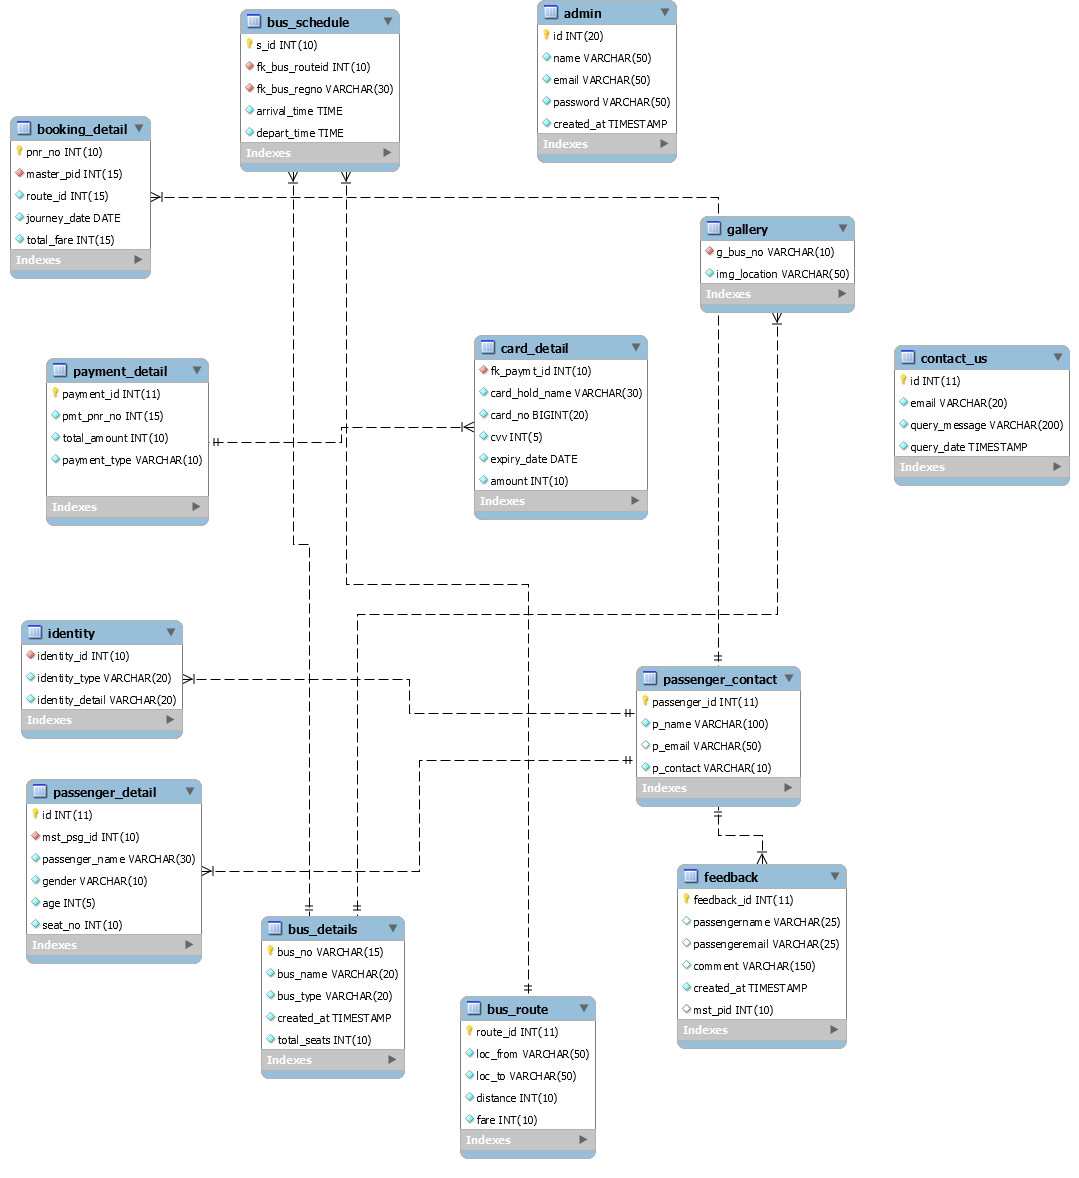 bus_schedule
s_id INT(10)
fk_bus_routeid INT(10)
fk_bus_regno VARCHAR(30)
arrival_time TIME
depart_time TIME
Indexes
admin
id INT(20)
name VARCHAR(50)
email VARCHAR(50)
password VARCHAR(50)
created_at TIMESTAMP
Indexes
booking_detail
pnr_no INT(10)
master_pid INT(15)
route_id INT(15)
journey_date DATE
total_fare INT(15)
Indexes
gallery
g_bus_no VARCHAR(10)
img_location VARCHAR(50)
Indexes
payment_detail
payment_id INT(11)
pmt_pnr_no INT(15)
total_amount INT(10)
payment_type VARCHAR(10)
Indexes
card_detail
fk_paymt_id INT(10)
card_hold_name VARCHAR(30)
card_no BIGINT(20)
cvv INT(5)
expiry_date DATE
amount INT(10)
Indexes
contact_us
id INT(11)
email VARCHAR(20)
query_message VARCHAR(200)
query_date TIMESTAMP
Indexes
identity
identity_id INT(10)
identity_type VARCHAR(20)
identity_detail VARCHAR(20)
Indexes
passenger_contact
passenger_id INT(11)
p_name VARCHAR(100)
p_email VARCHAR(50)
p_contact VARCHAR(10)
Indexes
passenger_detail
id INT(11)
mst_psg_id INT(10)
passenger_name VARCHAR(30)
gender VARCHAR(10)
age INT(5)
seat_no INT(10)
Indexes
bus_details
bus_no VARCHAR(15)
bus_name VARCHAR(20)
bus_type VARCHAR(20)
created_at TIMESTAMP
total_seats INT(10)
Indexes
bus_route
route_id INT(11)
loc_from VARCHAR(50)
loc_to VARCHAR(50)
distance INT(10)
fare INT(10)
Indexes
feedback
feedback_id INT(11)
passengername VARCHAR(25)
passengeremail VARCHAR(25)
comment VARCHAR(150)
created_at TIMESTAMP
mst_pid INT(10)
Indexes